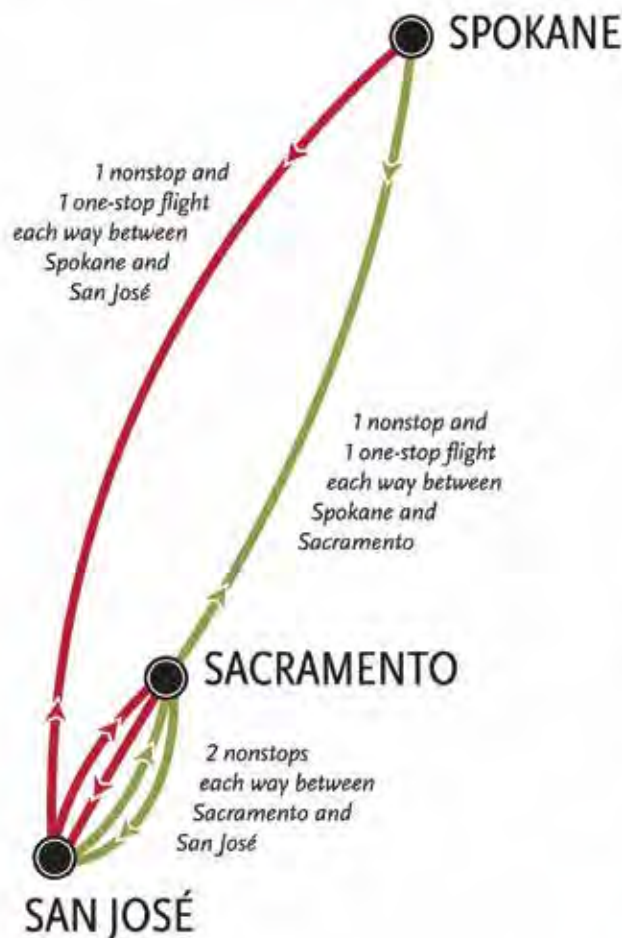 SPOKANE
1 nonstop and
1 one-stop flight
each way between
Spokane and
San José
1 nonstop and
1 one-stop flight
each way between
Spokane and
Sacramento
SACRAMENTO
2 nonstops
each way between
Sacramento and
San José
SAN JOSÉ